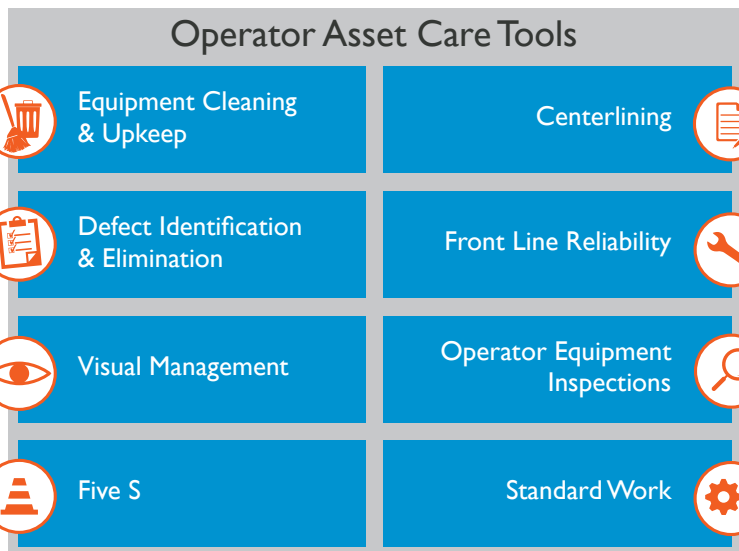 Operator Asset Care Tools
Equipment Cleaning
& Upkeep
Centerlining
Defect Identification
& Elimination
Front Line Reliability
Visual Management
Operator Equipment
Inspections
Five S
Standard Work